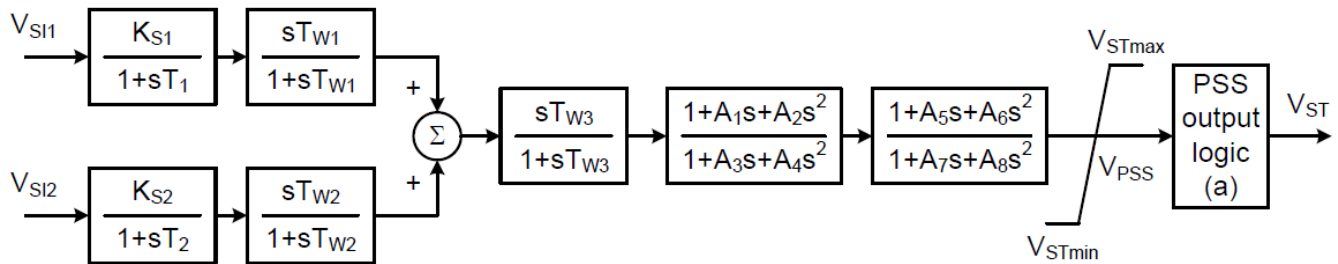 V_SI1
K_S1
1+sT_1
sT_W1
1+sT_W1
+
V_SI2
K_S2
1+sT_2
sT_W2
1+sT_W2
+
Σ
sT_W3
1+sT_W3
1+A_1s+A_2s^2
1+A_3s+A_4s^2
1+A_5s+A_6s^2
1+A_7s+A_8s^2
V_STmax
V_STmin
V_PSS
PSS
output
logic
(a)
V_ST